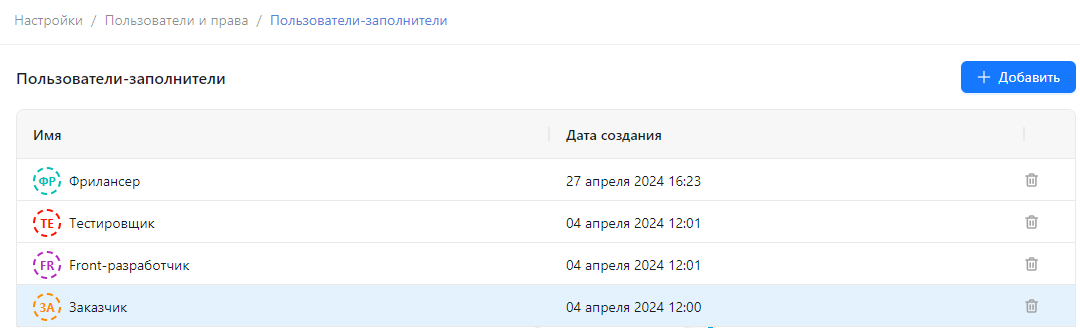 Настройки / Пользователи и права / Пользователи-заполнители
Пользователи-заполнители
Добавить
Имя Дата создания
ФР Фрилансер 27 апреля 2024 16:23
TE Тестировщик 04 апреля 2024 12:01
FR Front-разработчик 04 апреля 2024 12:01
ЗА Заказчик 04 апреля 2024 12:00